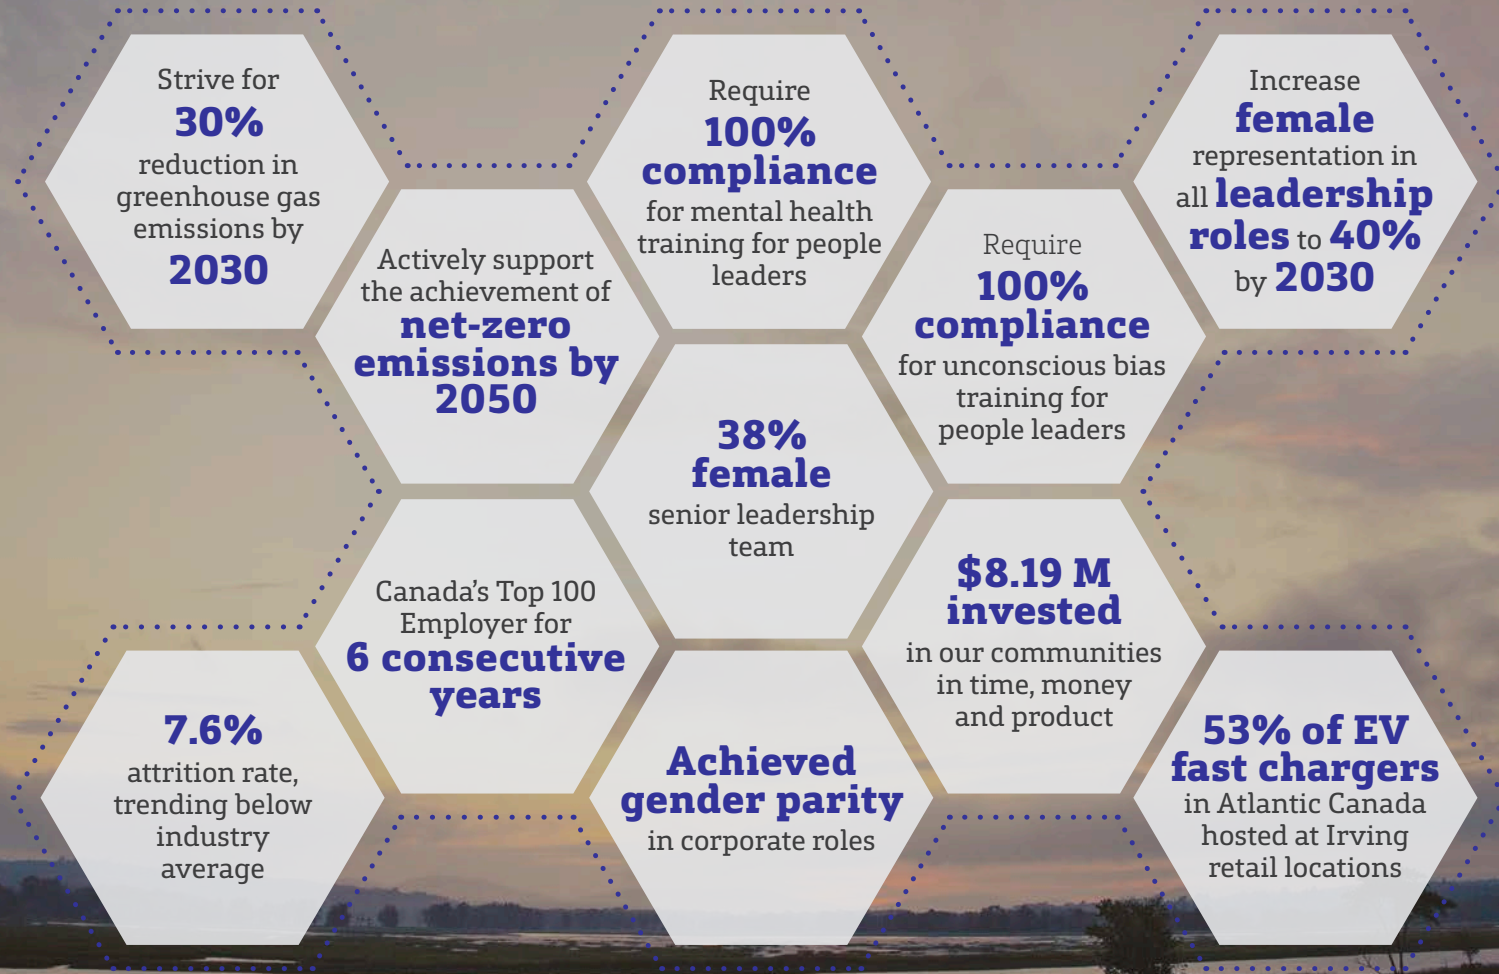 Strive for
30%
reduction in
greenhouse gas
emissions by
2030
Actively support
the achievement of
net-zero
emissions by
2050
Require
100%
compliance
for mental health
training for people
leaders
Require
100%
compliance
for unconscious bias
training for
people leaders
Increase
female
representation in
all leadership
roles to 40%
by 2030
38%
female
senior leadership
team
Canada's Top 100
Employer for
6 consecutive
years
$8.19 M
invested
in our communities
in time, money
and product
7.6%
attrition rate,
trending below
industry
average
Achieved
gender parity
in corporate roles
53% of EV
fast chargers
in Atlantic Canada
hosted at Irving
retail locations